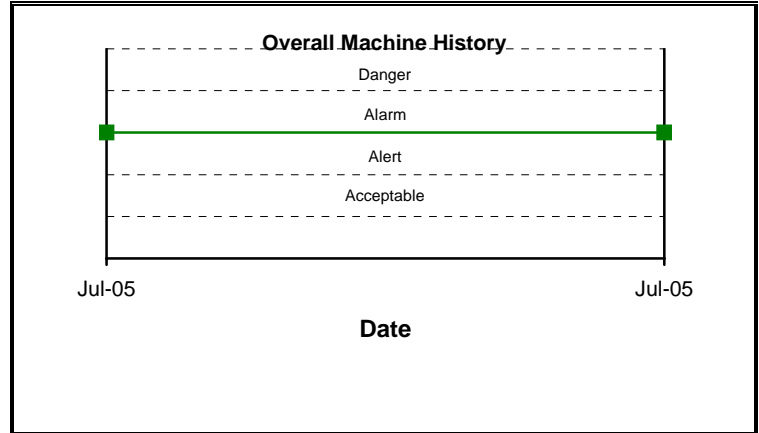 Overall Machine History
Danger
Alarm
Alert
Acceptable
Jul-05 Jul-05
Date